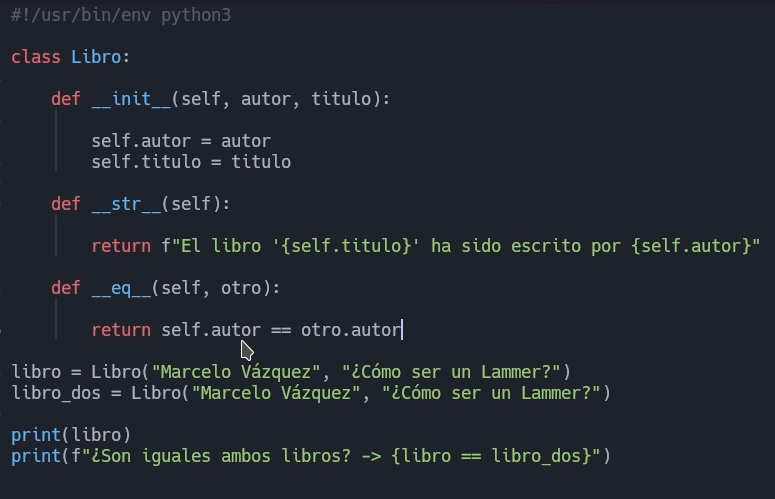 #!/usr/bin/env python3
class Libro:
def __init__(self, autor, titulo):
self.autor = autor
self.titulo = titulo
def __str__(self):
return f"El libro '{self.titulo}' ha sido escrito por {self.autor}"
def __eq__(self, otro):
return self.autor == otro.autor
libro = Libro("Marcelo Vázquez", "¿Cómo ser un Lammer?")
libro_dos = Libro("Marcelo Vázquez", "¿Cómo ser un Lammer?")
print(libro)
print(f"¿Son iguales ambos libros? -> {libro == libro_dos}")